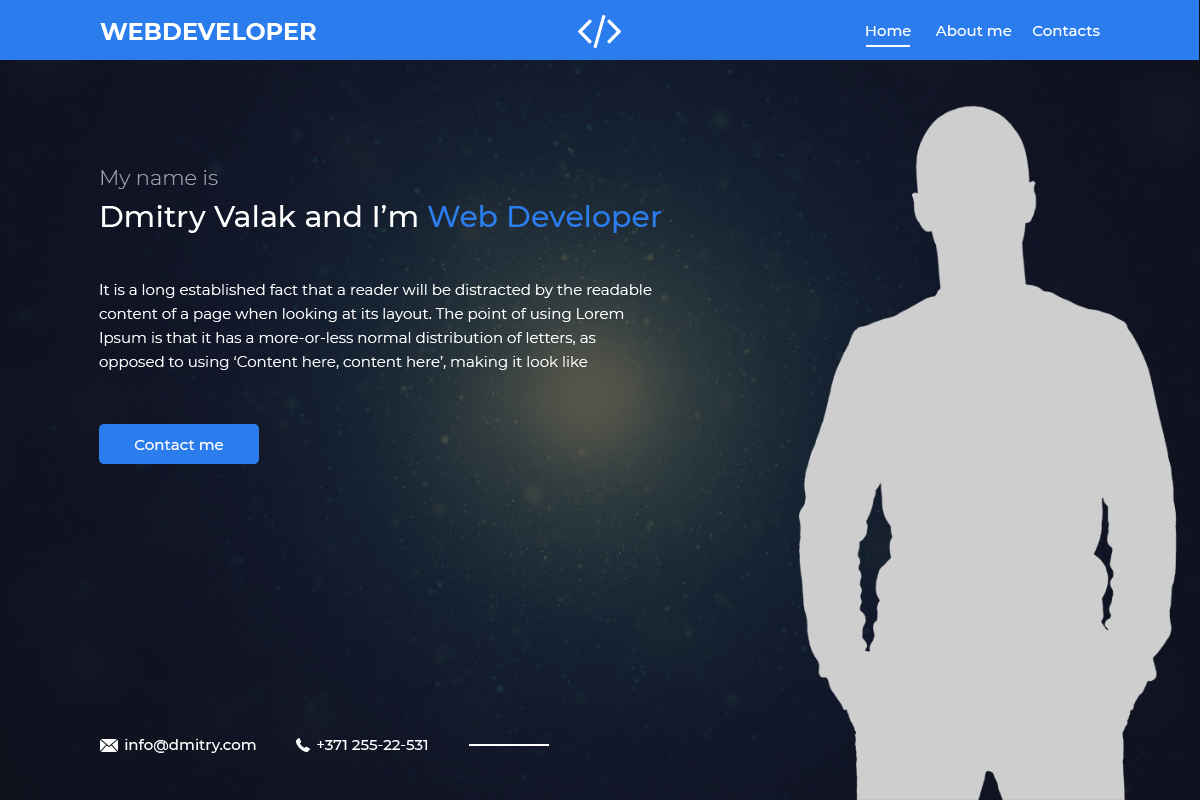 WEBDEVELOPER
</>
Home About me Contacts
My name is
Dmitry Valak and I’m Web Developer
It is a long established fact that a reader will be distracted by the readable
content of a page when looking at its layout. The point of using Lorem
Ipsum is that it has a more-or-less normal distribution of letters, as
opposed to using ‘Content here, content here’, making it look like
Contact me
info@dmitry.com +371 255-22-531